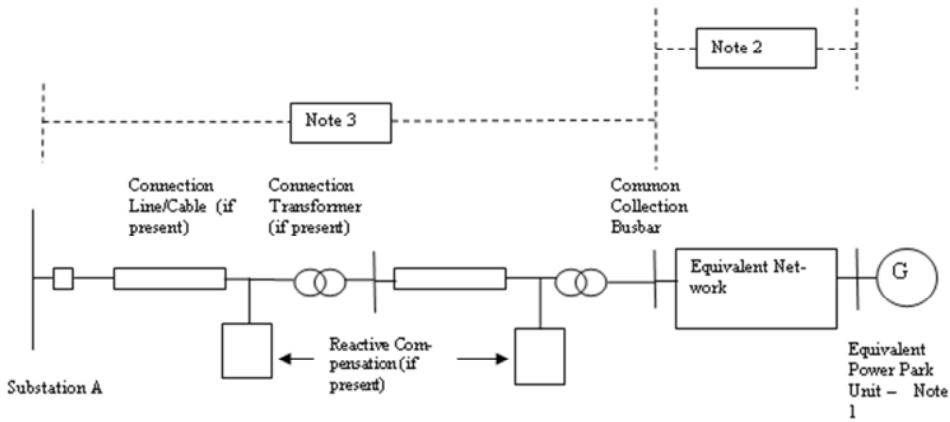 Note 2
Note 3
Connection
Line/Cable (if
present)
Connection
Transformer
(if present)
Common
Collection
Busbar
Equivalent Net-
work
G
Reactive Com-
pensation (if
present)
Substation A
Equivalent
Power Park
Unit – Note
1